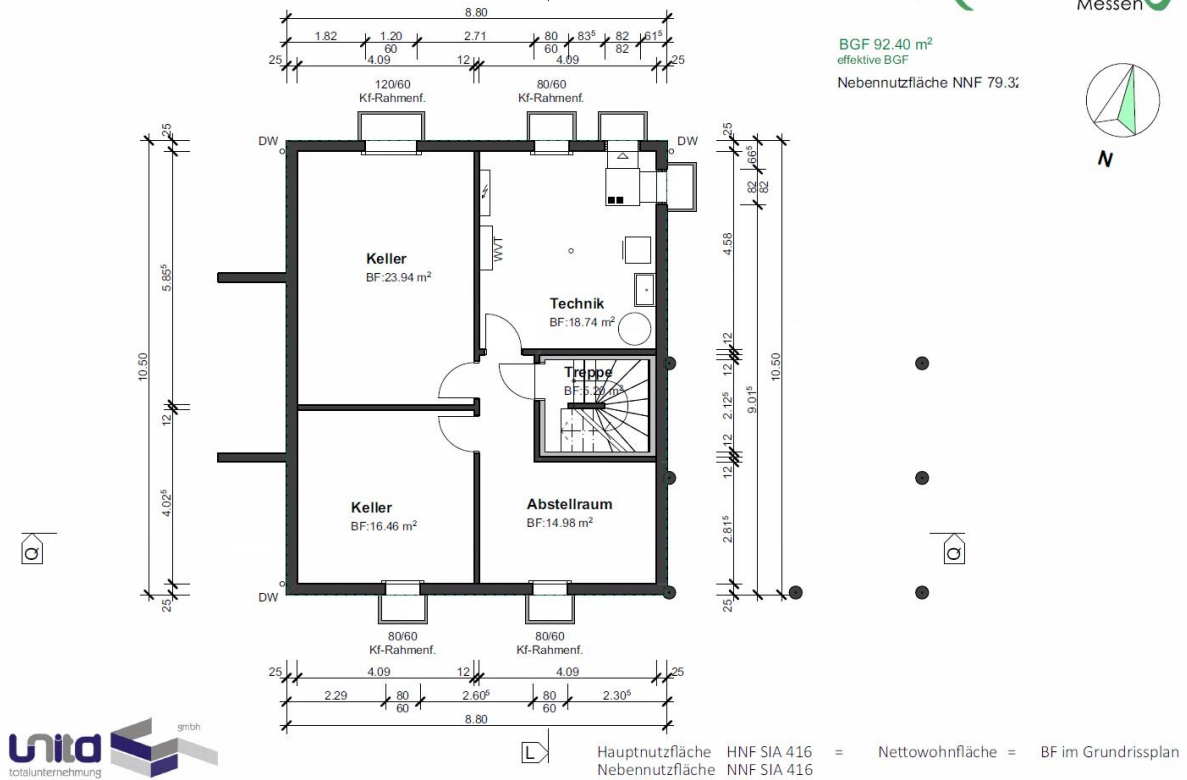 Messen
BGF 92.40 m²
effektive BGF
Nebennutzfläche NNF 79.32
N
8.80
1.82 1.20 2.71 80 83⁵ 82 61⁵
60 60 82
25 4.09 12 4.09 25
120/60
Kf-Rahmenf.
80/60
Kf-Rahmenf.
DW
DW
25
5.85⁵
10.50
12
4.02⁵
25
25
66⁵
82
82
4.58
12
12
2.12⁵
9.01⁵
10.50
12
12
2.81⁵
25
WVT
Keller
BF:23.94 m²
Technik
BF:18.74 m²
Treppe
BF:5.20 m²
Keller
BF:16.46 m²
Abstellraum
BF:14.98 m²
Q
Q
DW
80/60
Kf-Rahmenf.
80/60
Kf-Rahmenf.
25 4.09 12 4.09 25
2.29 80 2.60⁵ 80 2.30⁵
60 60
8.80
L
unita gmbh
totalunternehmung
Hauptnutzfläche HNF SIA 416 = Nettowohnfläche = BF im Grundrissplan
Nebennutzfläche NNF SIA 416